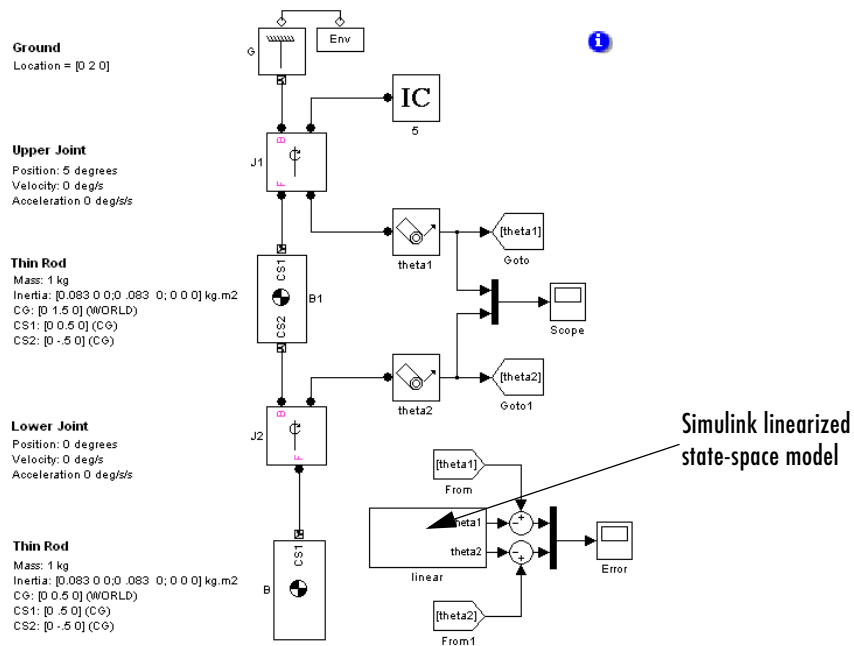 Ground
Location = [0 2 0]
G
Env
i
IC
5
Upper Joint
Position: 5 degrees
Velocity: 0 deg/s
Acceleration 0 deg/s/s
J1
B
F
theta1
[theta1]
Goto
Thin Rod
Mass: 1 kg
Inertia: [0.083 0 0;0 .083 0; 0 0 0] kg.m2
CG: [0 1.5 0] (WORLD)
CS1: [0 0.5 0] (CG)
CS2: [0 -.5 0] (CG)
CS1
CS2
B1
Scope
theta2
[theta2]
Goto1
Lower Joint
Position: 0 degrees
Velocity: 0 deg/s
Acceleration 0 deg/s/s
J2
B
F
Simulink linearized
state-space model
[theta1]
From
heta1
theta2
linear
Error
[theta2]
From1
Thin Rod
Mass: 1 kg
Inertia: [0.083 0 0;0 .083 0; 0 0 0] kg.m2
CG: [0 0.5 0] (WORLD)
CS1: [0 .5 0] (CG)
CS2: [0 -.5 0] (CG)
CS1
B